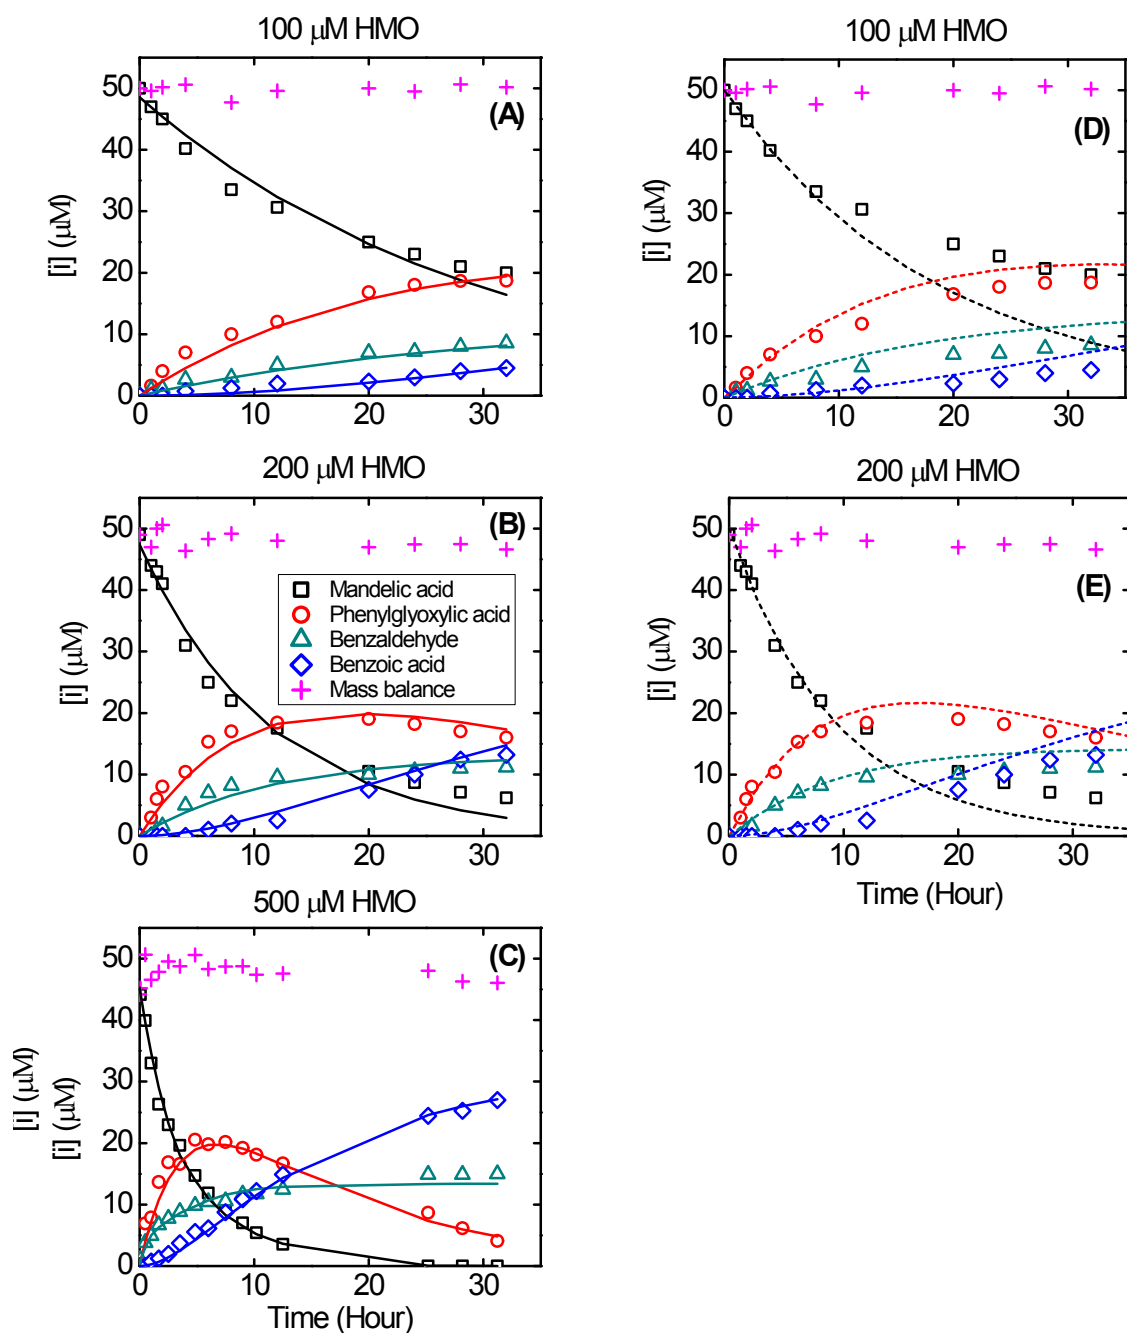 100 μM HMO
(A)
[i] (μM)
50
40
30
20
10
0
0 10 20 30
100 μM HMO
(D)
[i] (μM)
50
40
30
20
10
0
0 10 20 30
200 μM HMO
(B)
[i] (μM)
50
40
30
20
10
0
Mandelic acid
Phenylglyoxylic acid
Benzaldehyde
Benzoic acid
Mass balance
0 10 20 30
200 μM HMO
(E)
[i] (μM)
50
40
30
20
10
0
0 10 20 30
Time (Hour)
500 μM HMO
(C)
[i] (μM)
[i] (μM)
50
40
30
20
10
0
0 10 20 30
Time (Hour)